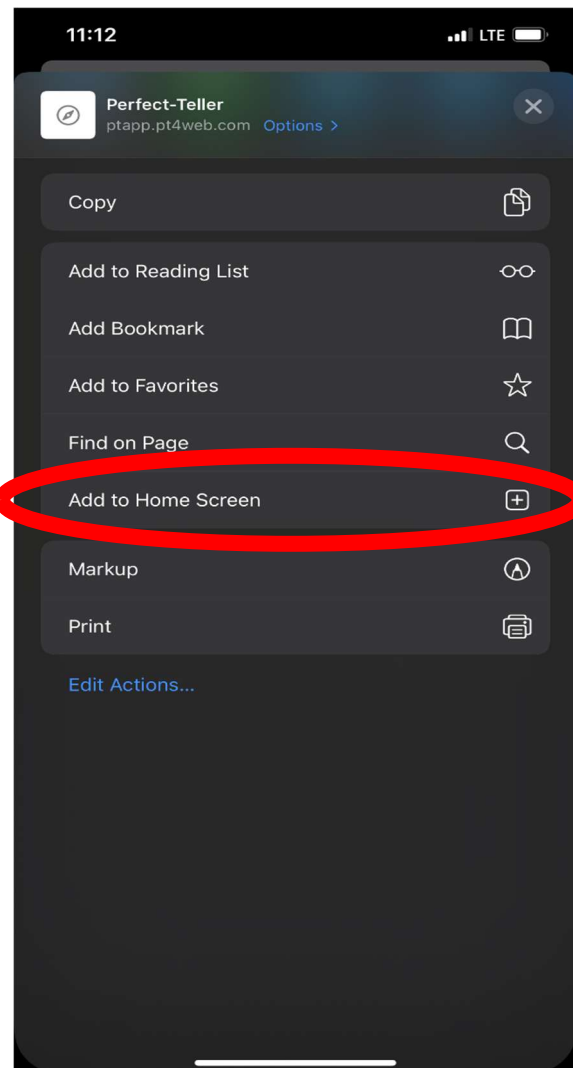 11:12
LTE
Perfect-Teller
ptapp.pt4web.com Options >
Copy
Add to Reading List
Add Bookmark
Add to Favorites
Find on Page
Add to Home Screen
Markup
Print
Edit Actions...